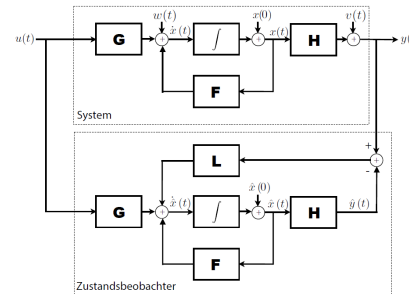 w(t) x(0) v(t)
u(t) G ẋ(t) ∫ x(t) H y(
F
System
+
L
-
x̂(0)
G x̂̇(t) ∫ x̂(t) H ŷ(t)
F
Zustandsbeobachter